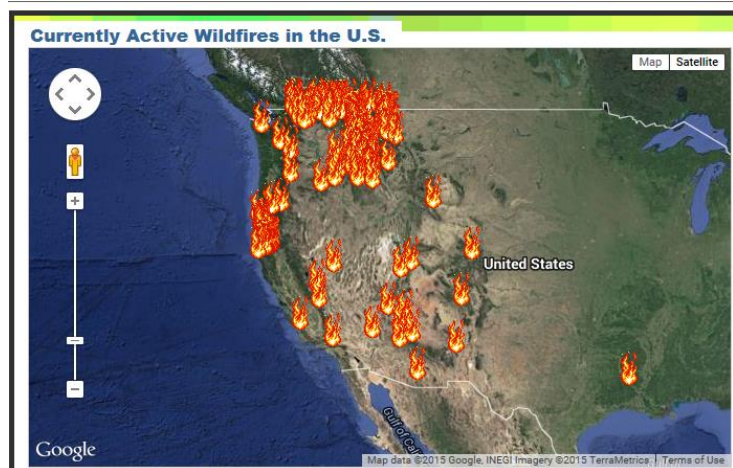 Currently Active Wildfires in the U.S.
Map Satellite
+
United States
−
Gulf of Cal
Google
Map data ©2015 Google, INEGI Imagery ©2015 TerraMetrics Terms of Use